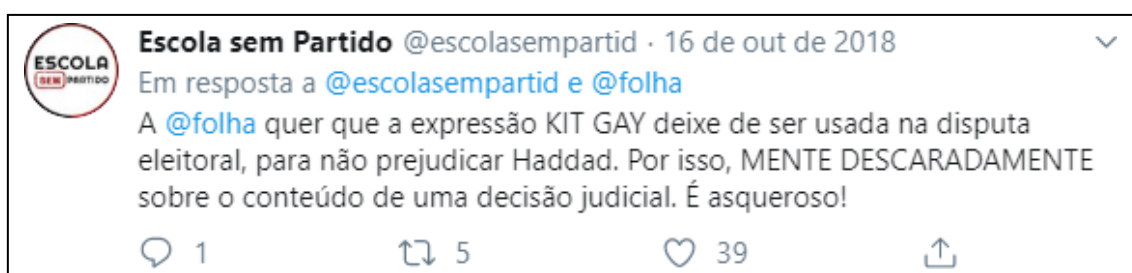 ESCOLA
SEM PARTIDO
Escola sem Partido @escolasempartid · 16 de out de 2018
Em resposta a @escolasempartid e @folha
A @folha quer que a expressão KIT GAY deixe de ser usada na disputa
eleitoral, para não prejudicar Haddad. Por isso, MENTE DESCARADAMENTE
sobre o conteúdo de uma decisão judicial. É asqueroso!
1 5 39